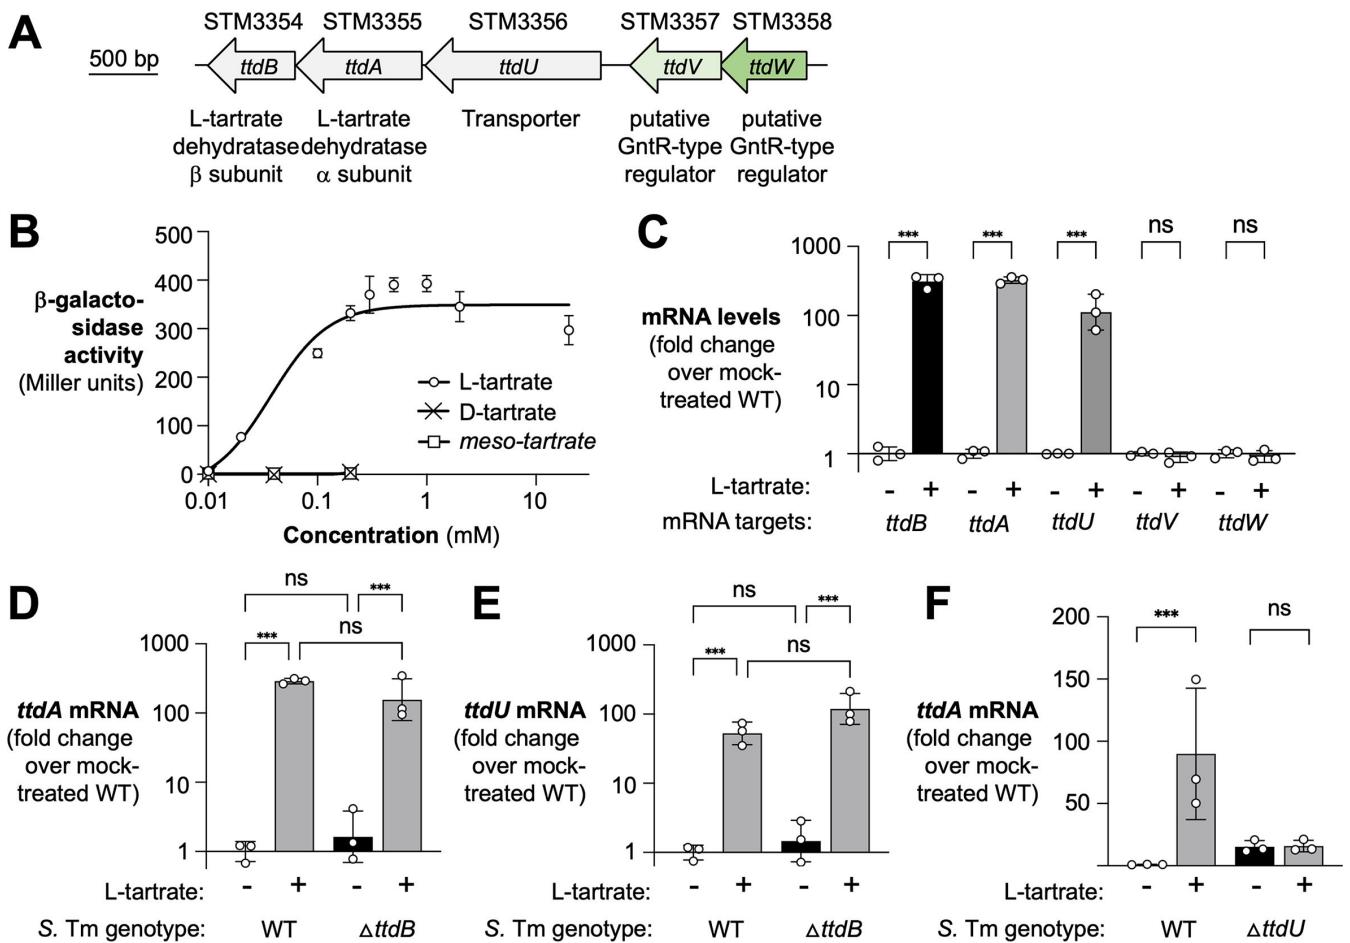 A
STM3354 STM3355 STM3356 STM3357 STM3358
500 bp
ttdB ttdA ttdU ttdV ttdW
L-tartrate L-tartrate Transporter putative putative
dehydratase dehydratase GntR-type GntR-type
β subunit α subunit regulator regulator
B
β-galacto-
sidase
activity
(Miller units)
500
400
300
200
100
0
L-tartrate
D-tartrate
meso-tartrate
0.01 0.1 1 10
Concentration (mM)
C
*** *** *** ns ns
mRNA levels
(fold change
over mock-
treated WT)
1000
100
10
1
L-tartrate: - + - + - + - + - +
mRNA targets: ttdB ttdA ttdU ttdV ttdW
D
ns ***
*** ns
ttdA mRNA
(fold change
over mock-
treated WT)
1000
100
10
1
L-tartrate: - + - +
S. Tm genotype: WT ΔttdB
E
ns ***
*** ns
ttdU mRNA
(fold change
over mock-
treated WT)
1000
100
10
1
L-tartrate: - + - +
S. Tm genotype: WT ΔttdB
F
*** ns
ttdA mRNA
(fold change
over mock-
treated WT)
200
150
100
50
L-tartrate: - + - +
S. Tm genotype: WT ΔttdU